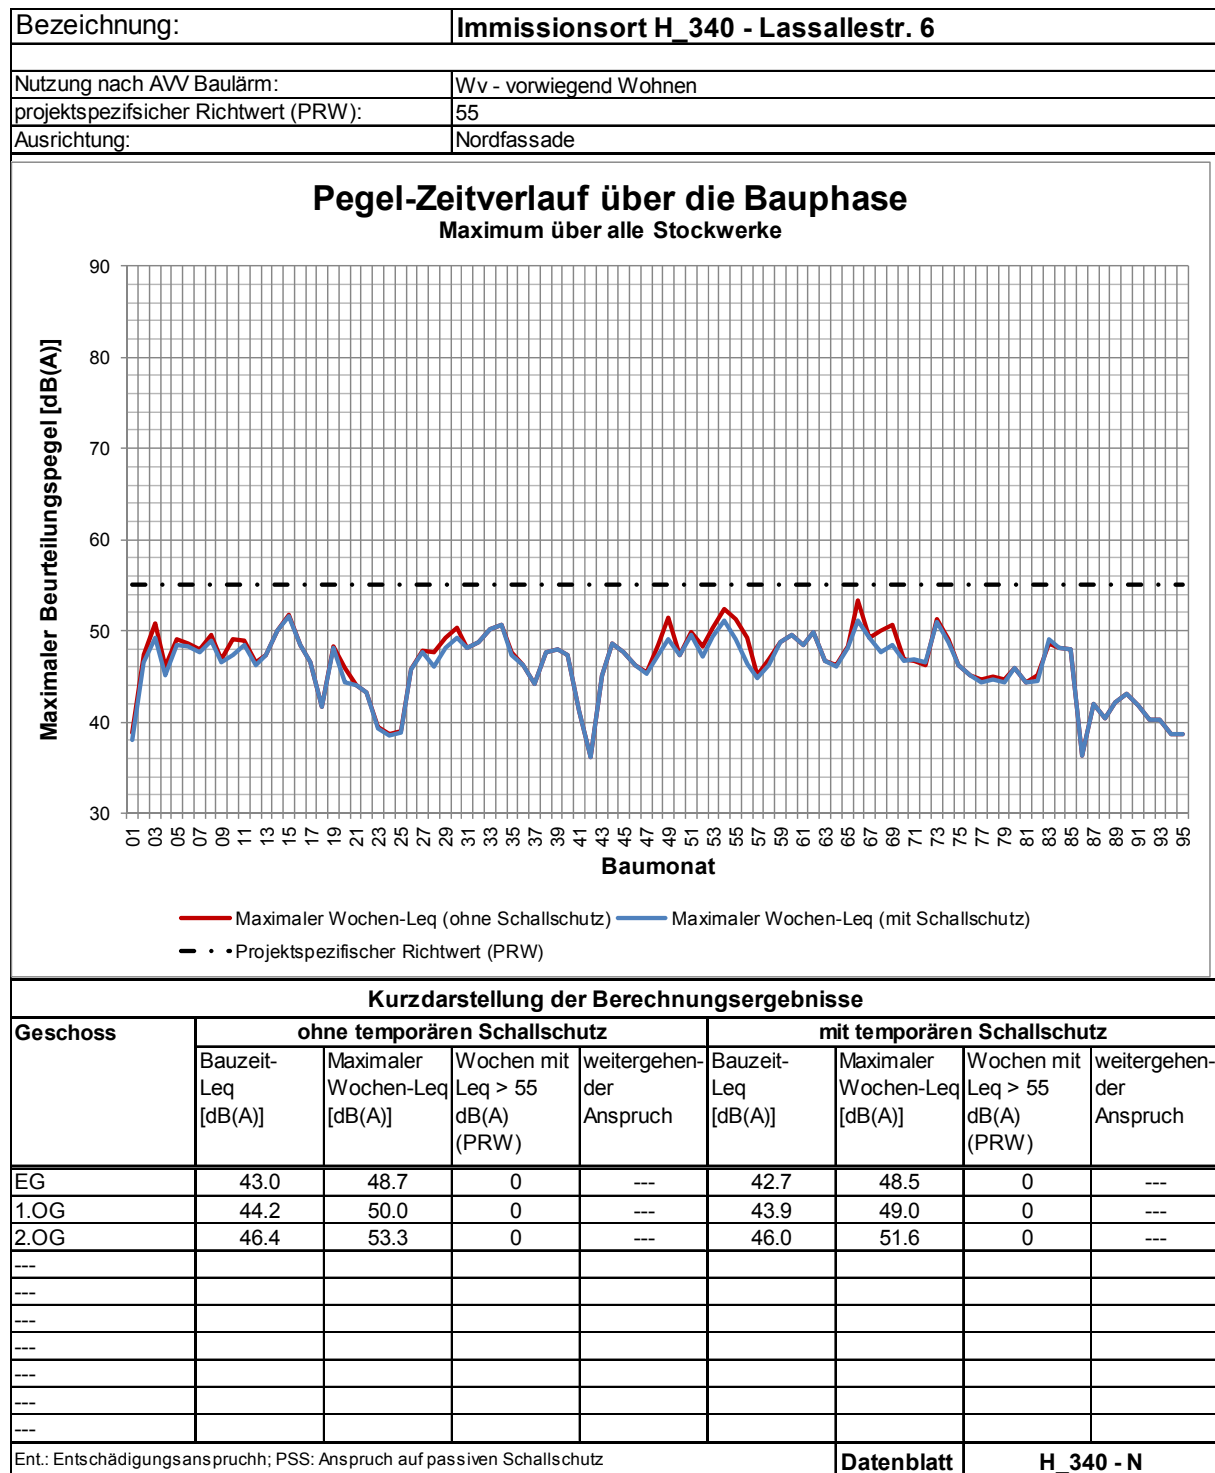 Bezeichnung: Immissionsort H_340 - Lassallestr. 6
Nutzung nach AVV Baulärm: Wv - vorwiegend Wohnen
projektspezifsicher Richtwert (PRW): 55
Ausrichtung: Nordfassade
Pegel-Zeitverlauf über die Bauphase
Maximum über alle Stockwerke
Maximaler Beurteilungspegel [dB(A)]
90
80
70
60
50
40
30
01 03 05 07 09 11 13 15 17 19 21 23 25 27 29 31 33 35 37 39 41 43 45 47 49 51 53 55 57 59 61 63 65 67 69 71 73 75 77 79 81 83 85 87 89 91 93 95
Baumonat
Maximaler Wochen-Leq (ohne Schallschutz) Maximaler Wochen-Leq (mit Schallschutz)
Projektspezifischer Richtwert (PRW)
Kurzdarstellung der Berechnungsergebnisse
Geschoss ohne temporären Schallschutz mit temporären Schallschutz
Bauzeit- Maximaler Wochen mit weitergehen- Bauzeit- Maximaler Wochen mit weitergehen-
Leq Wochen-Leq Leq > 55 der Leq Wochen-Leq Leq > 55 der
[dB(A)] [dB(A)] dB(A) Anspruch [dB(A)] [dB(A)] dB(A) Anspruch
(PRW) (PRW)
EG 43.0 48.7 0 --- 42.7 48.5 0 ---
1.OG 44.2 50.0 0 --- 43.9 49.0 0 ---
2.OG 46.4 53.3 0 --- 46.0 51.6 0 ---
---
---
---
---
---
---
---
Ent.: Entschädigungsanspruchh; PSS: Anspruch auf passiven Schallschutz Datenblatt H_340 - N